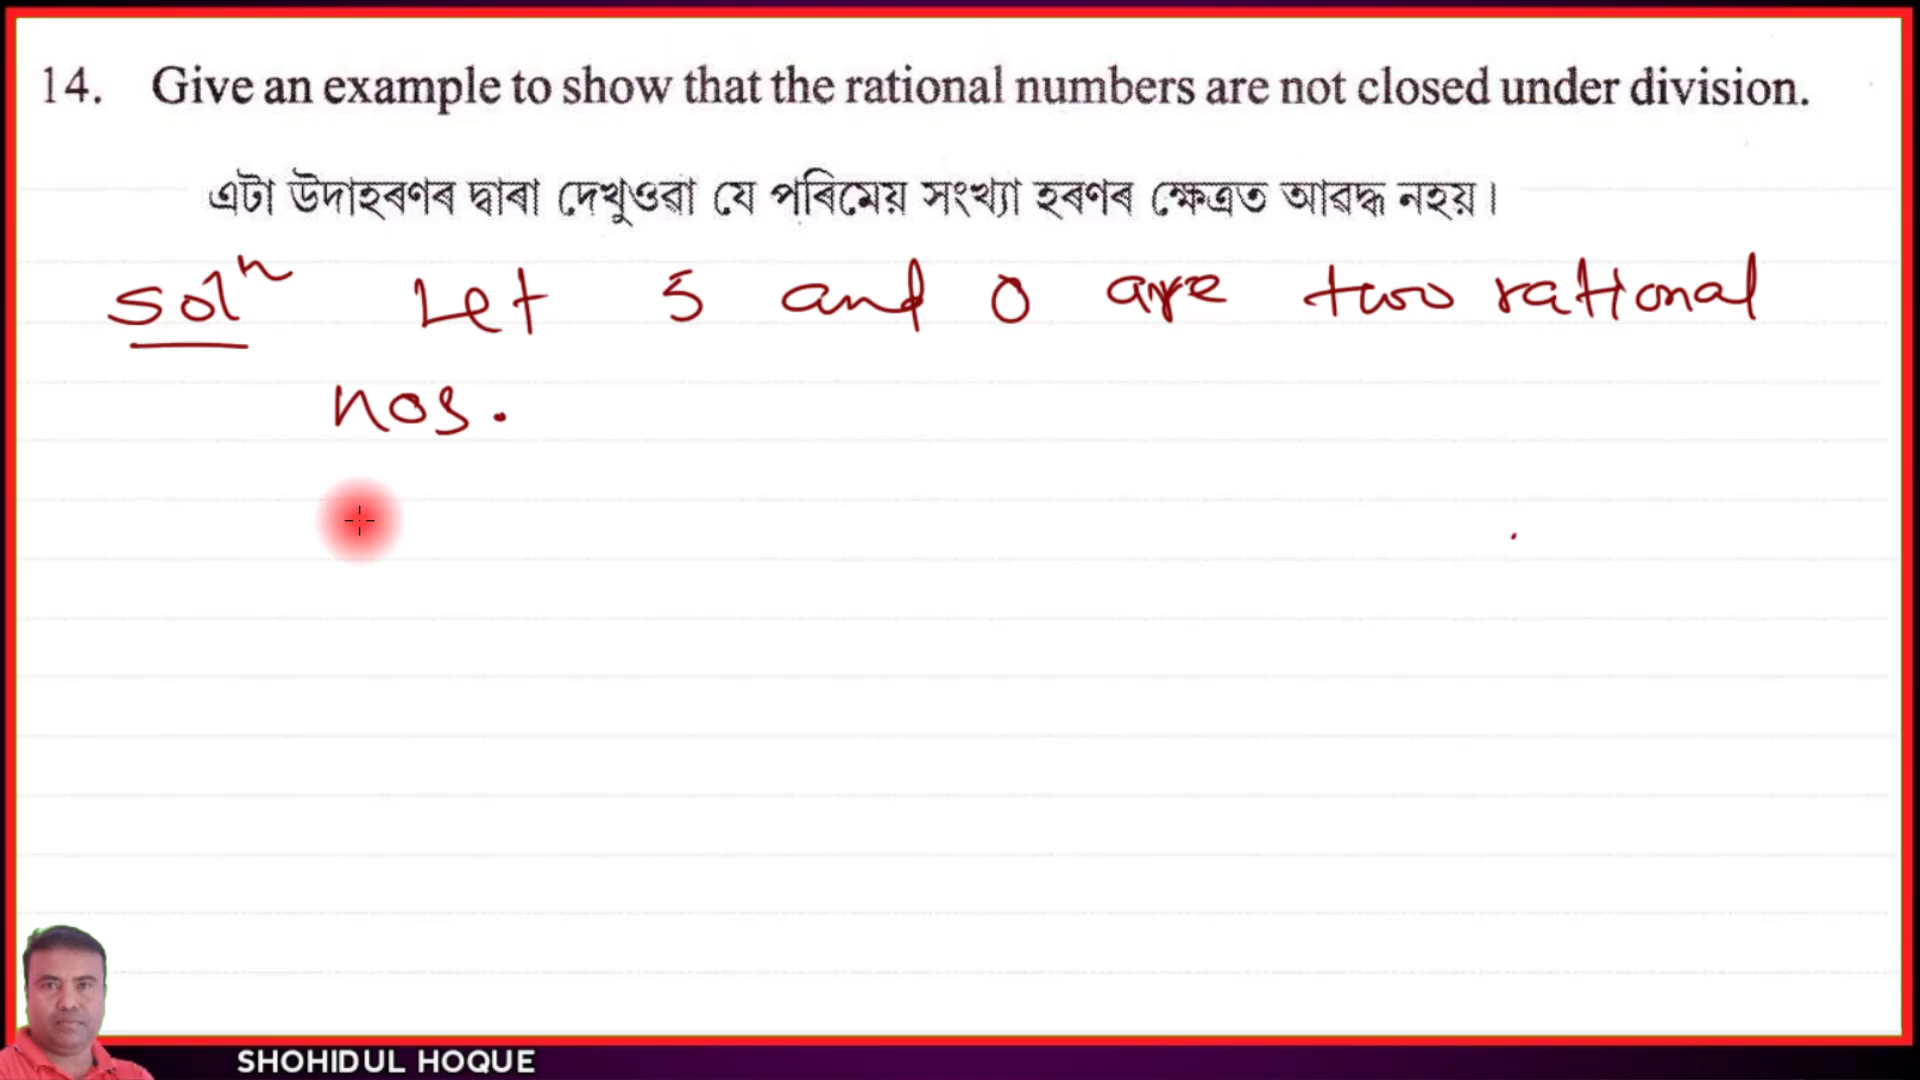 14. Give an example to show that the rational numbers are not closed under division.
এটা উদাহৰণৰ দ্বাৰা দেখুওৱা যে পৰিমেয় সংখ্যা হৰণৰ ক্ষেত্ৰত আৱদ্ধ নহয়।
Solⁿ Let 5 and 0 are two rational
nos.
SHOHIDUL HOQUE